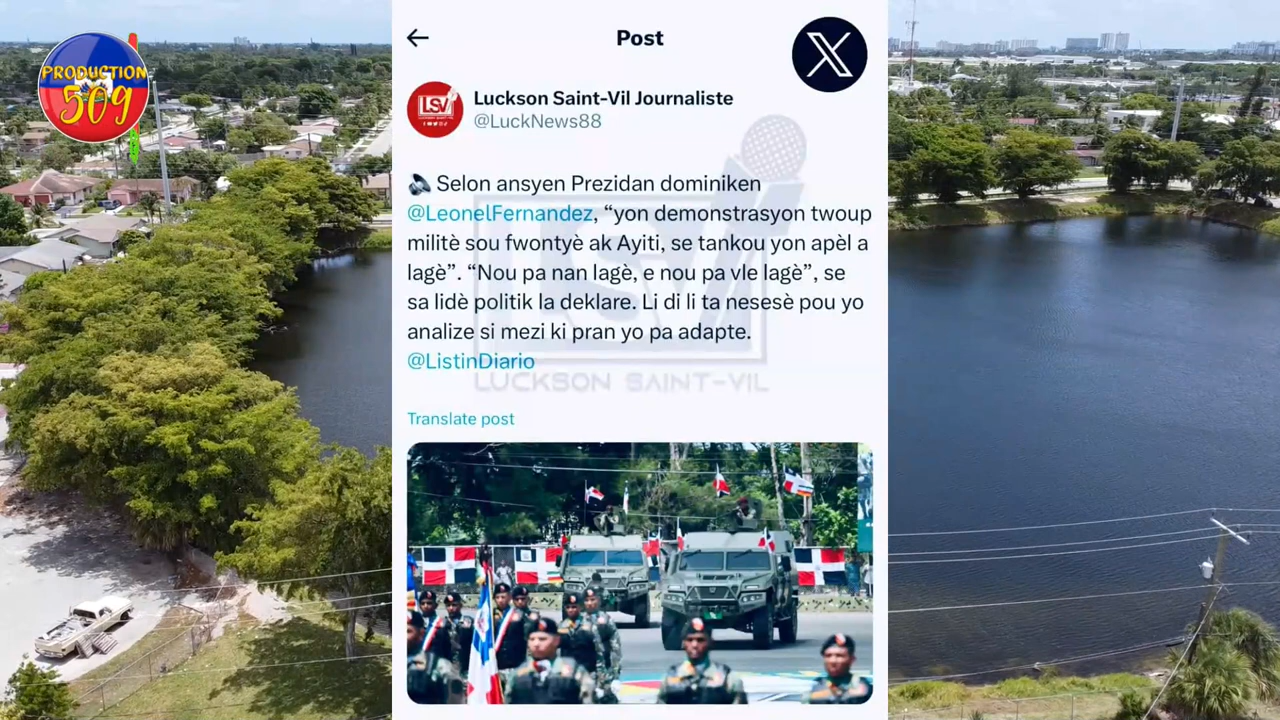 PRODUCTION
509
Post
LSV
Luckson Saint-Vil Journaliste
@LuckNews88
Selon ansyen Prezidan dominiken
@LeonelFernandez, “yon demonstrasyon twoup
militè sou fwontyè ak Ayiti, se tankou yon apèl a
lagè”. “Nou pa nan lagè, e nou pa vle lagè”, se
sa lidè politik la deklare. Li di li ta nesesè pou yo
analize si mezi ki pran yo pa adapte.
@ListinDiario
LSV
LUCKSON SAINT-VIL
Translate post